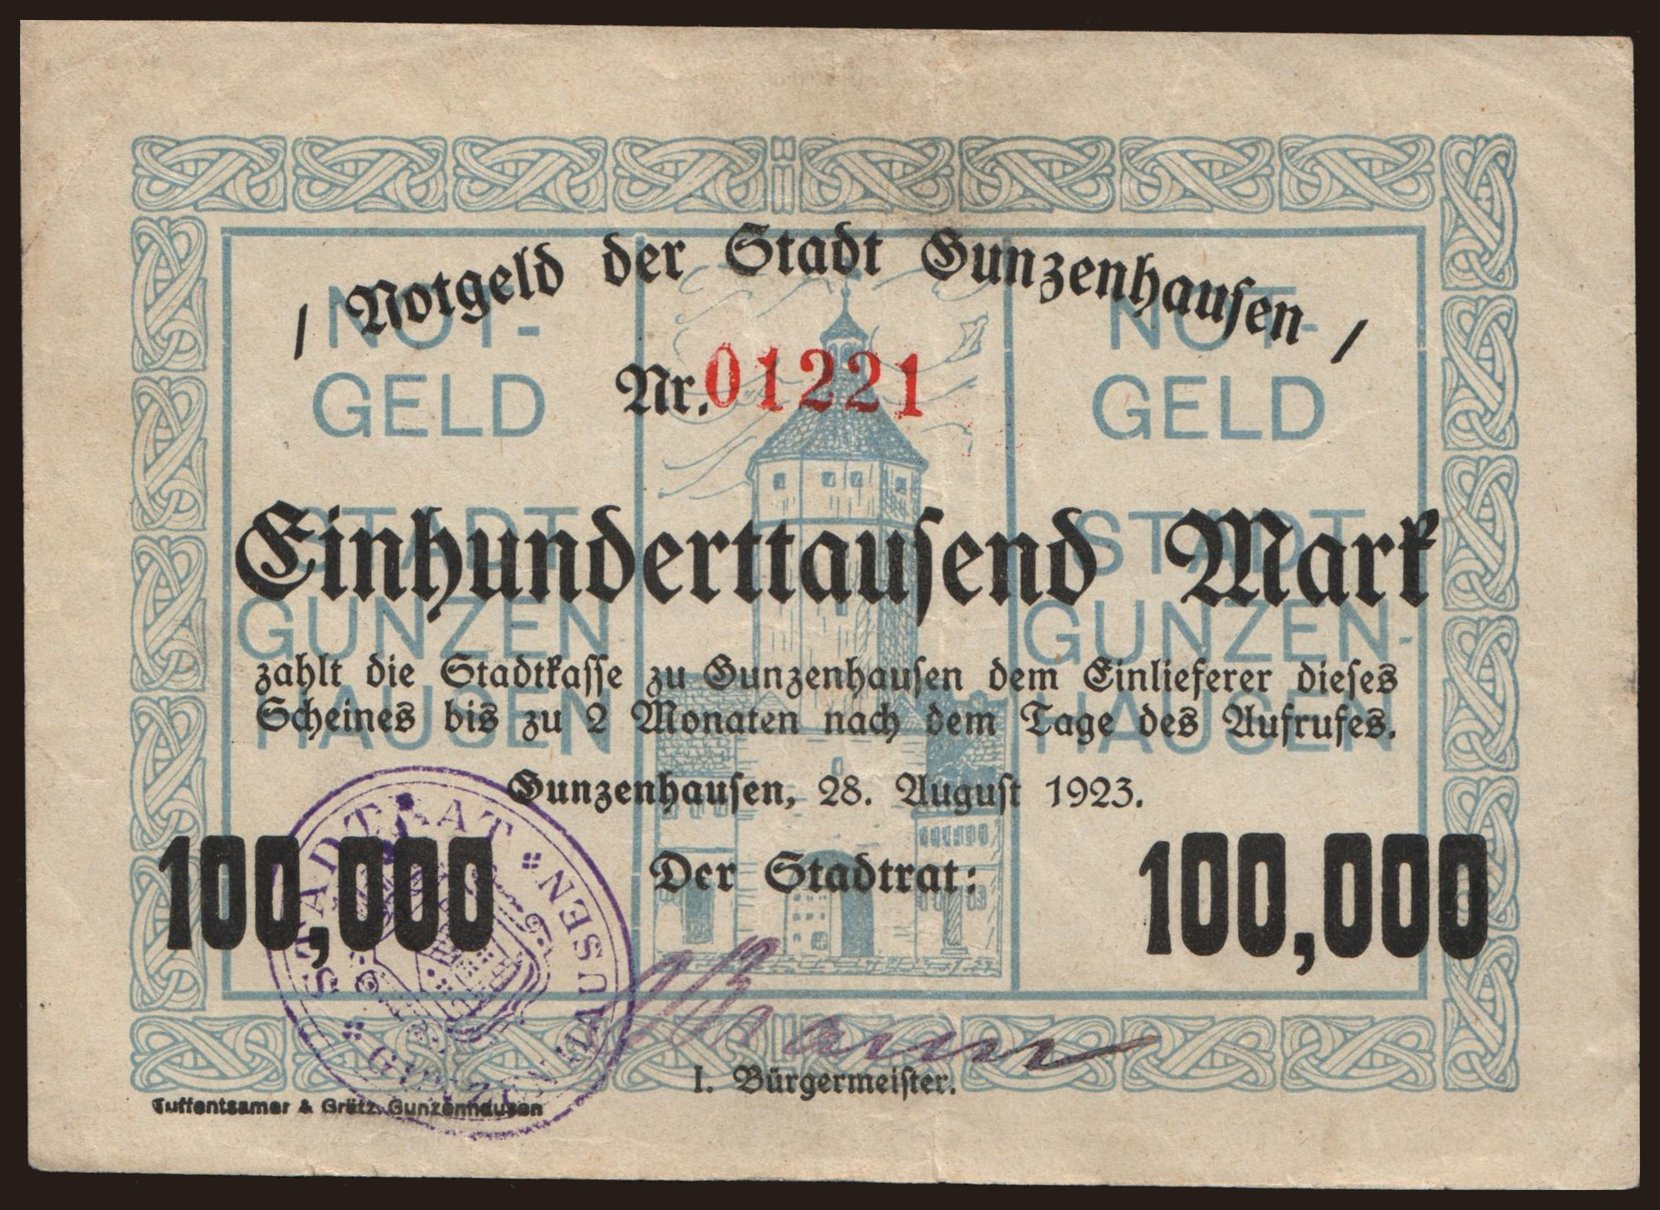 / Notgeld der Stadt Gunzenhausen /
Nr. 01221
NOT-
GELD
STADT
GUNZEN
HAUSEN
NOT-
GELD
STADT
GUNZEN-
HAUSEN
Einhunderttausend Mark
zahlt die Stadtkasse zu Gunzenhausen dem Einlieferer dieses
Scheines bis zu 2 Monaten nach dem Tage des Aufrufes.
Gunzenhausen, 28. August 1923.
100,000 Der Stadtrat: 100,000
STADTRAT
GUNZENHAUSEN
I. Bürgermeister.
Tuffentsamer & Grätz, Gunzenhausen